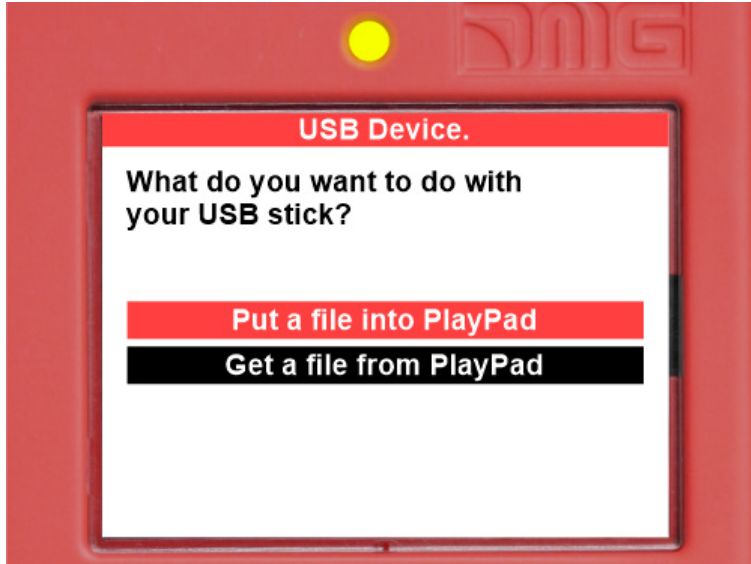 DMG
USB Device.
What do you want to do with
your USB stick?
Put a file into PlayPad
Get a file from PlayPad